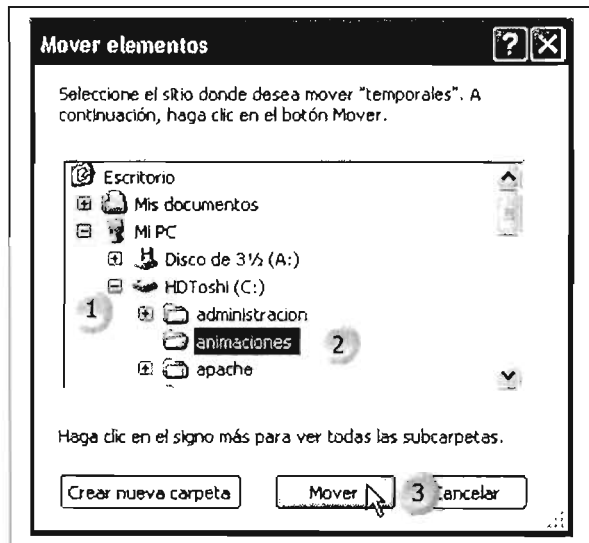 Mover elementos
Seleccione el sitio donde desea mover "temporales". A
continuación, haga clic en el botón Mover.
Escritorio
Mis documentos
Mi PC
Disco de 3½ (A:)
HDToshi (C:)
1
administracion
animaciones 2
apache
Haga clic en el signo más para ver todas las subcarpetas.
Crear nueva carpeta Mover 3 Cancelar